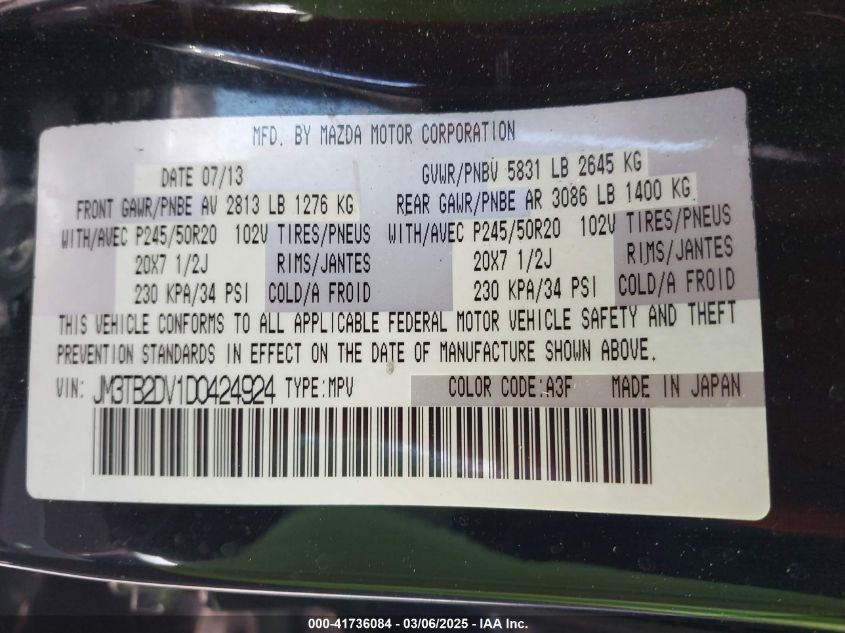 MFD. BY MAZDA MOTOR CORPORATION
DATE 07/13 GVWR/PNBV 5831 LB 2645 KG
FRONT GAWR/PNBE AV 2813 LB 1276 KG REAR GAWR/PNBE AR 3086 LB 1400 KG
WITH/AVEC P245/50R20 102V TIRES/PNEUS WITH/AVEC P245/50R20 102V TIRES/PNEUS
20X7 1/2J RIMS/JANTES 20X7 1/2J RIMS/JANTES
230 KPA/34 PSI COLD/A FROID 230 KPA/34 PSI COLD/A FROID
THIS VEHICLE CONFORMS TO ALL APPLICABLE FEDERAL MOTOR VEHICLE SAFETY AND THEFT
PREVENTION STANDARDS IN EFFECT ON THE DATE OF MANUFACTURE SHOWN ABOVE.
VIN: JM3TB2DV1D0424924 TYPE:MPV COLOR CODE:A3F MADE IN JAPAN
000-41736084 - 03/06/2025 - © IAA Inc.